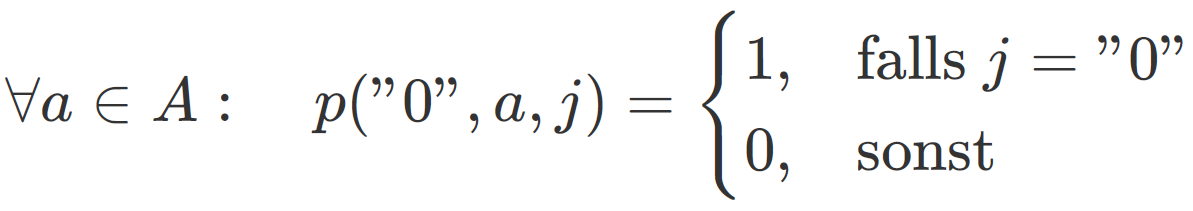 ∀a ∈ A : p(”0”, a, j) = { 1, falls j = ”0”
0, sonst